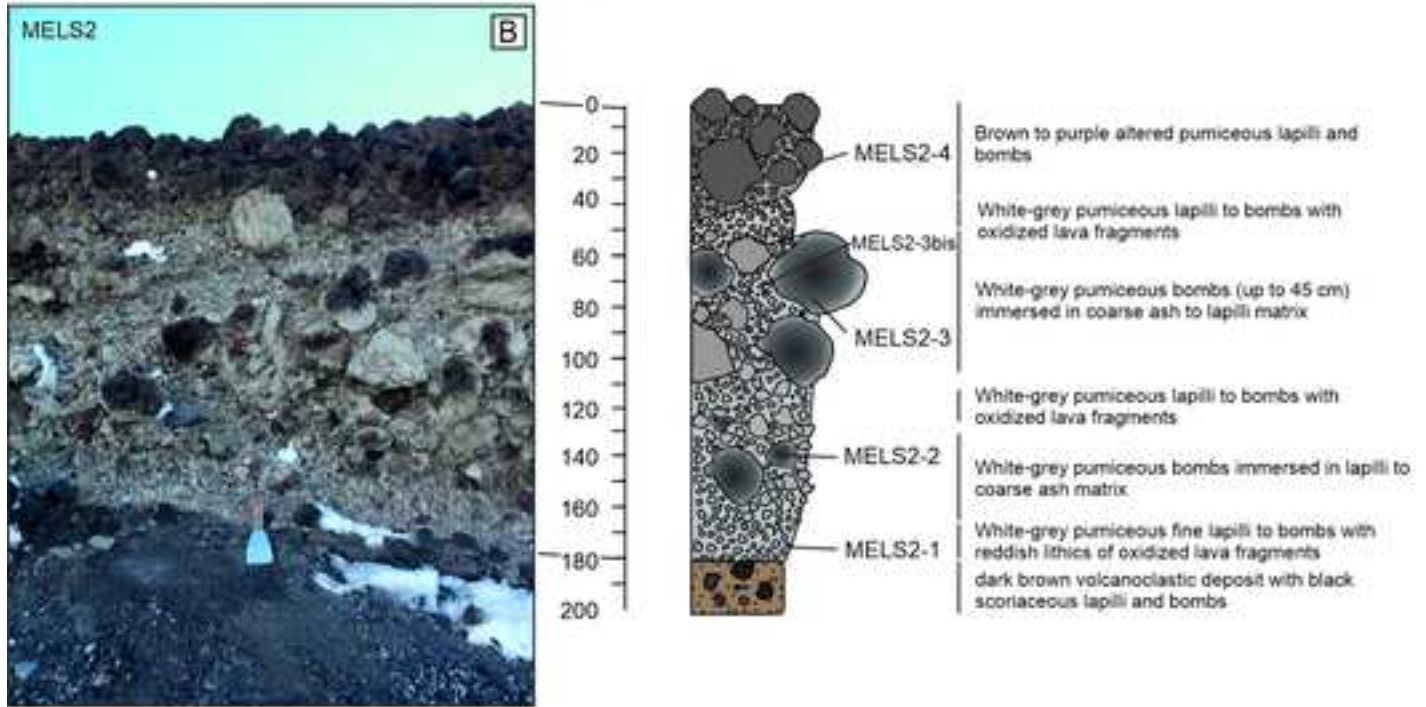 MELS2
B
0
20
40
60
80
100
120
140
160
180
200
MELS2-4
MELS2-3bis
MELS2-3
MELS2-2
MELS2-1
Brown to purple altered pumiceous lapilli and
bombs
White-grey pumiceous lapilli to bombs with
oxidized lava fragments
White-grey pumiceous bombs (up to 45 cm)
immersed in coarse ash to lapilli matrix
White-grey pumiceous lapilli to bombs with
oxidized lava fragments
White-grey pumiceous bombs immersed in lapilli to
coarse ash matrix
White-grey pumiceous fine lapilli to bombs with
reddish lithics of oxidized lava fragments
dark brown volcanoclastic deposit with black
scoriaceous lapilli and bombs